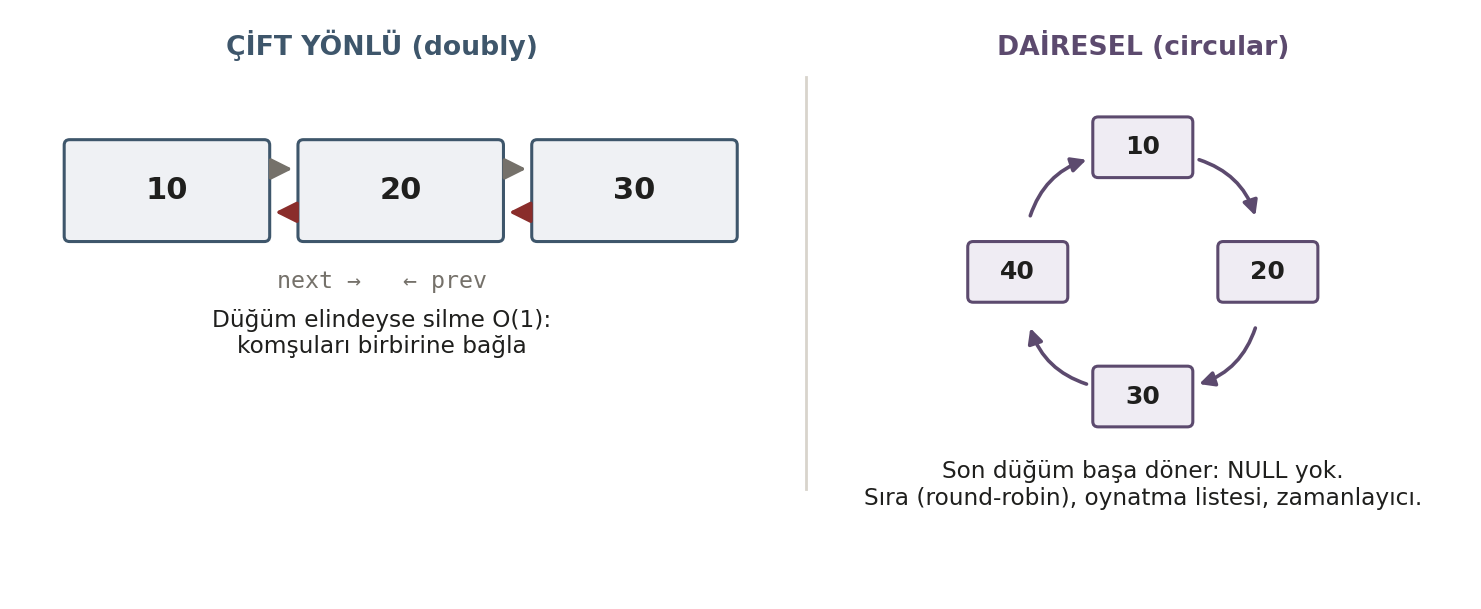 ÇİFT YÖNLÜ (doubly)
10
20
30
next → ← prev
Düğüm elindeyse silme O(1):
komşuları birbirine bağla
DAİRESEL (circular)
10
40
20
30
Son düğüm başa döner: NULL yok.
Sıra (round-robin), oynatma listesi, zamanlayıcı.